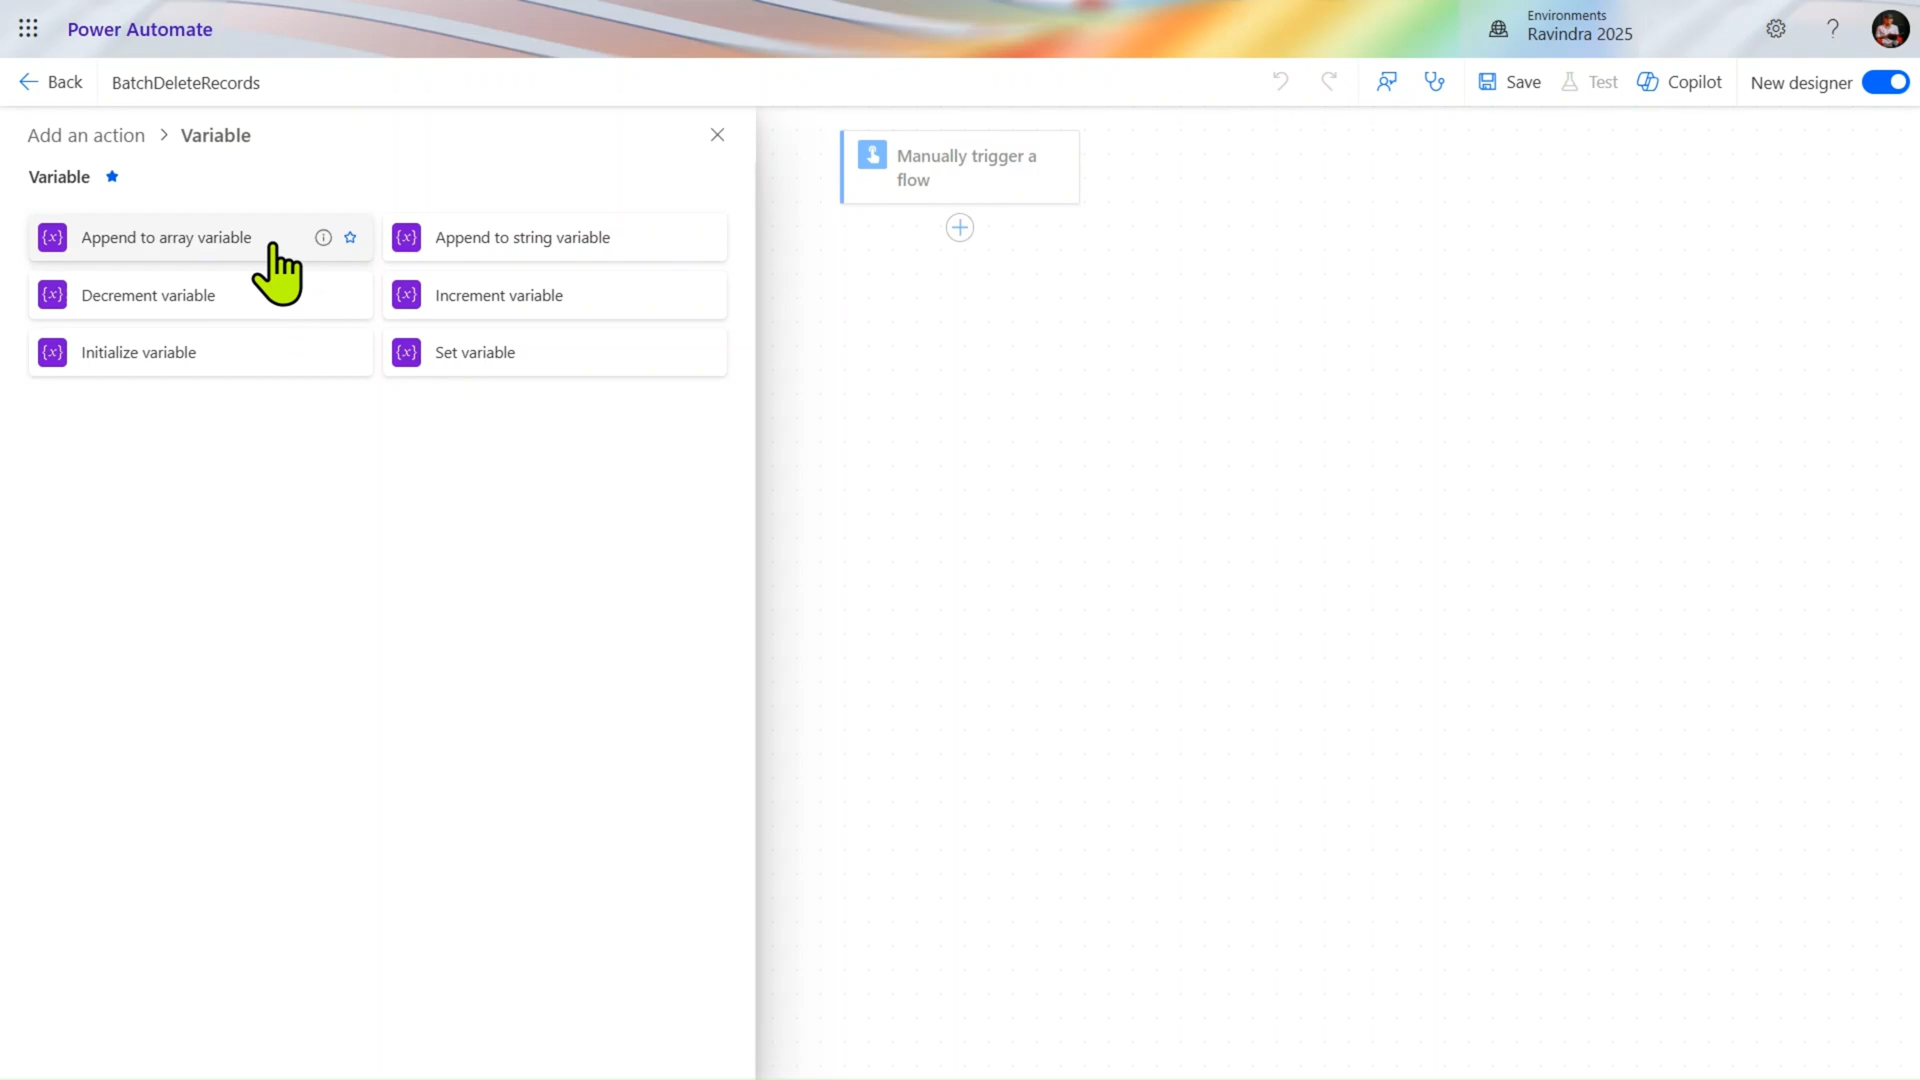 Power Automate
Environments
Ravindra 2025
?
Back
BatchDeleteRecords
Save
Test
Copilot
New designer
Add an action > Variable
Variable
{x} Append to array variable
{x} Append to string variable
{x} Decrement variable
{x} Increment variable
{x} Initialize variable
{x} Set variable
Manually trigger a
flow